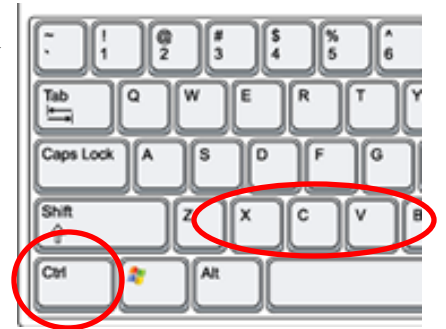 ~ ! @ # $ % ^
` 1 2 3 4 5 6
Tab Q W E R T Y
Caps Lock A S D F G
Shift Z X C V B
Ctrl Alt